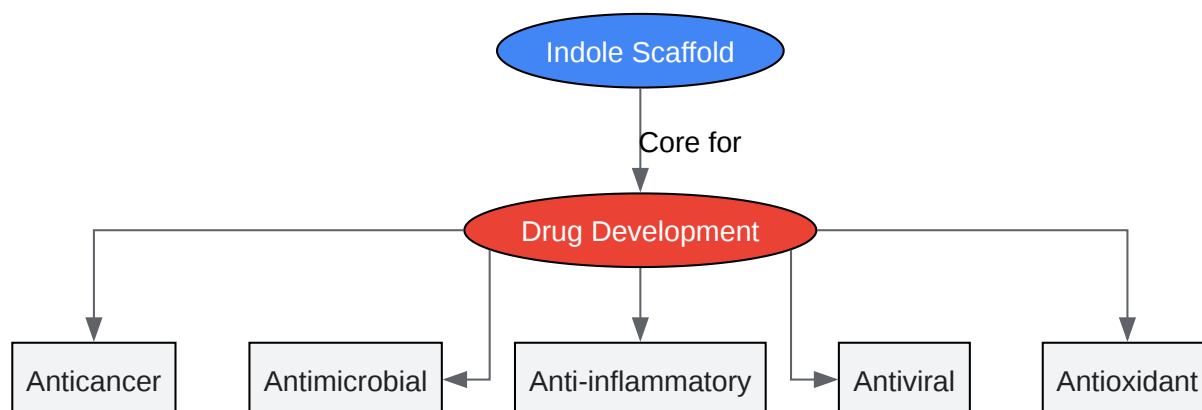 Indole Scaffold
Core for
Drug Development
Anticancer
Antimicrobial
Anti-inflammatory
Antiviral
Antioxidant